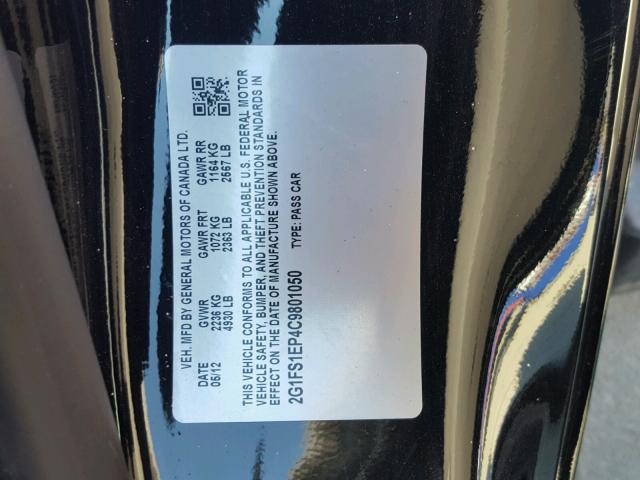 VEH. MFD BY GENERAL MOTORS OF CANADA LTD.
DATE GVWR GAWR FRT GAWR RR
06/12 2236 KG 1072 KG 1164 KG
4930 LB 2363 LB 2567 LB
THIS VEHICLE CONFORMS TO ALL APPLICABLE U.S. FEDERAL MOTOR
VEHICLE SAFETY, BUMPER, AND THEFT PREVENTION STANDARDS IN
EFFECT ON THE DATE OF MANUFACTURE SHOWN ABOVE.
2G1FS1EP4C9801050 TYPE: PASS CAR